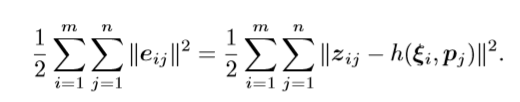 $$\frac{1}{2}\sum_{i=1}^{m}\sum_{j=1}^{n}\|\boldsymbol{e}_{ij}\|^2 = \frac{1}{2}\sum_{i=1}^{m}\sum_{j=1}^{n}\|\boldsymbol{z}_{ij} - h(\boldsymbol{\xi}_i, \boldsymbol{p}_j)\|^2.$$